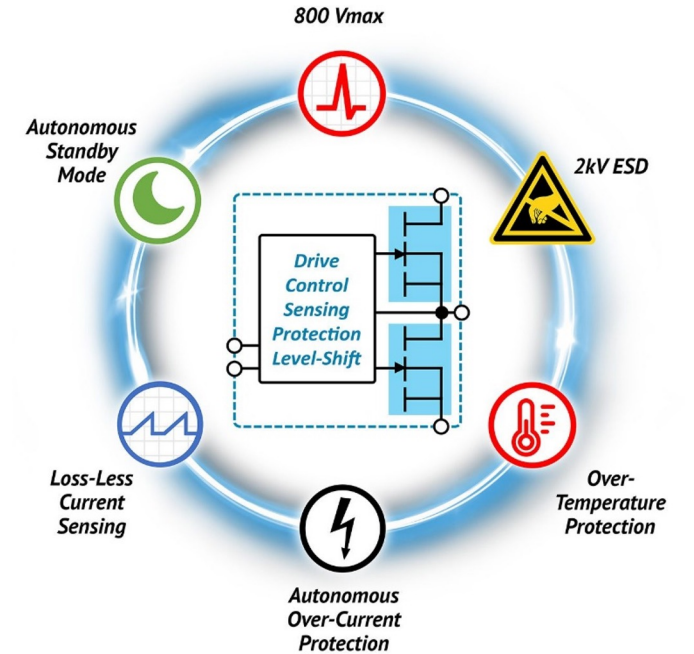 800 Vmax
Autonomous
Standby
Mode
2kV ESD
Drive
Control
Sensing
Protection
Level-Shift
Loss-Less
Current
Sensing
Over-
Temperature
Protection
Autonomous
Over-Current
Protection